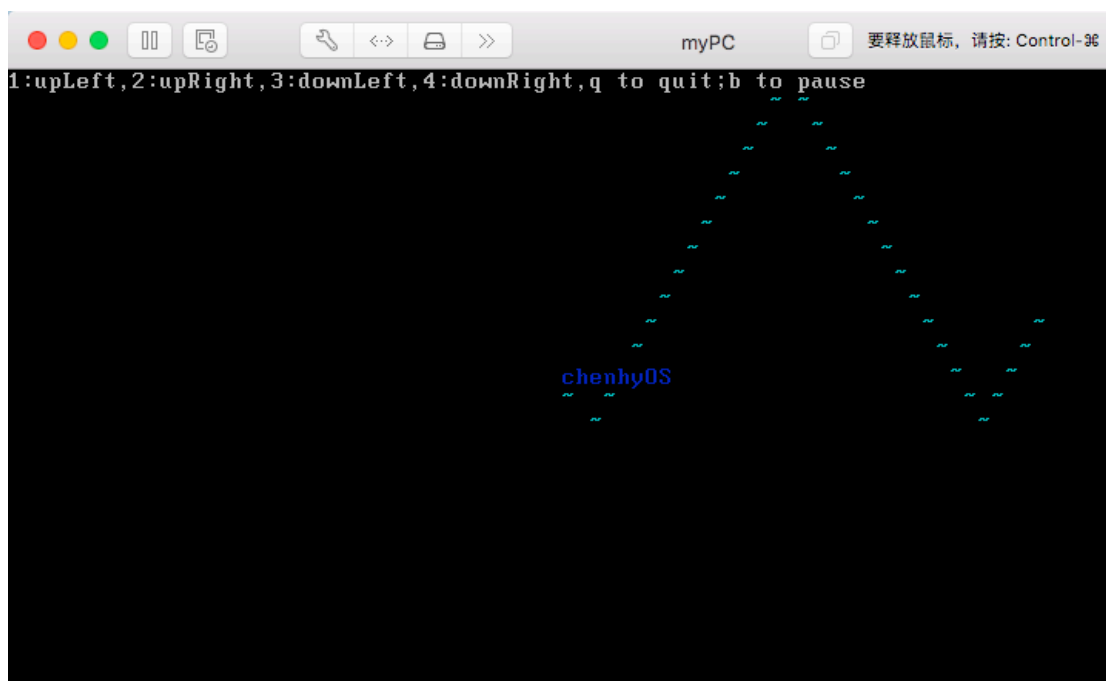 myPC
要释放鼠标，请按: Control-⌘
1:upLeft,2:upRight,3:downLeft,4:downRight,q to quit;b to pause
~ ~
~ ~
~ ~
~ ~
~ ~
~ ~
~ ~
~ ~
~ ~
~ ~ ~
~ ~ ~
chenhyOS ~ ~
~ ~ ~ ~
~ ~